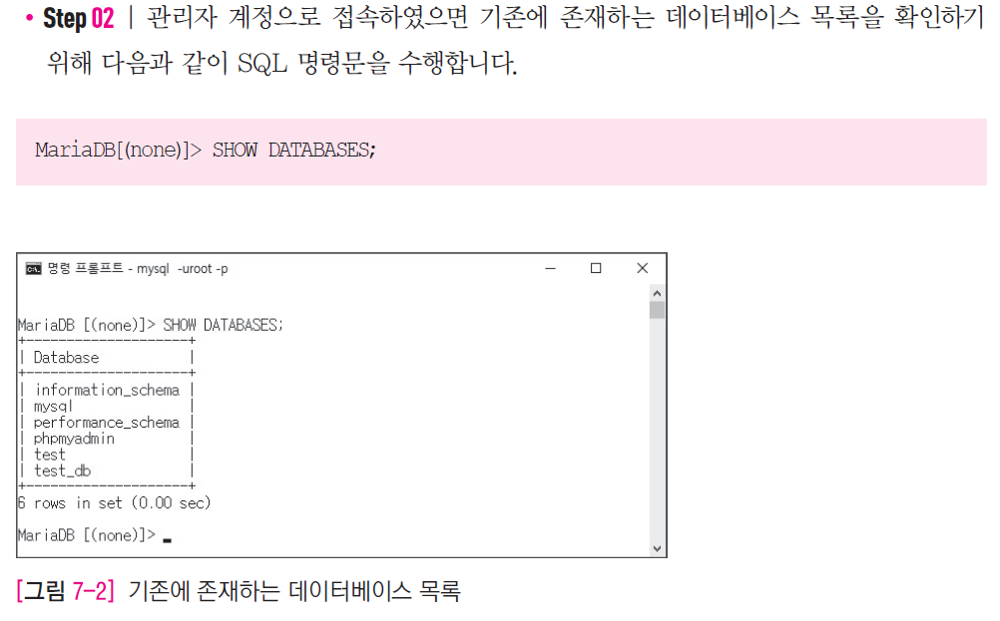 • Step 02 | 관리자 계정으로 접속하였으면 기존에 존재하는 데이터베이스 목록을 확인하기
위해 다음과 같이 SQL 명령문을 수행합니다.
MariaDB[(none)]> SHOW DATABASES;
명령 프롬프트 - mysql -uroot -p
MariaDB [(none)]> SHOW DATABASES;
+--------------------+
| Database           |
+--------------------+
| information_schema |
| mysql              |
| performance_schema |
| phpmyadmin         |
| test               |
| test_db            |
+--------------------+
6 rows in set (0.00 sec)
MariaDB [(none)]> _
[그림 7-2] 기존에 존재하는 데이터베이스 목록